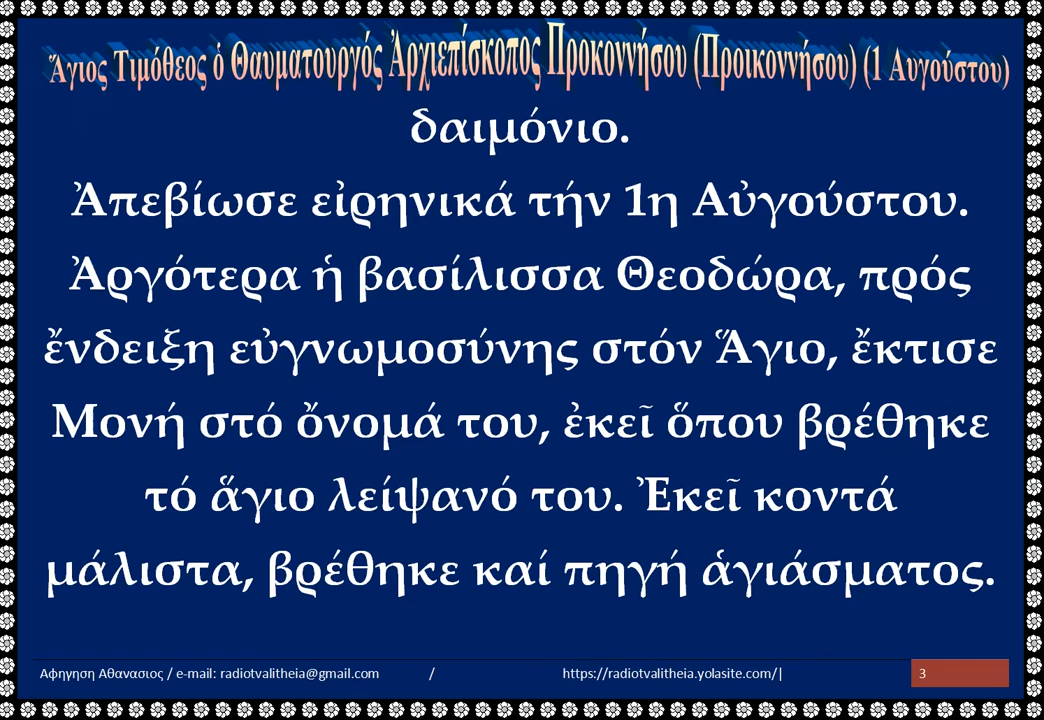 Ἅγιος Τιμόθεος ὁ Θαυματουργός Ἀρχιεπίσκοπος Προκοννήσου (Προικοννήσου) (1 Αυγούστου)
δαιμόνιο.
Ἀπεβίωσε εἰρηνικά τήν 1η Αὐγούστου.
Ἀργότερα ἡ βασίλισσα Θεοδώρα, πρός
ἔνδειξη εὐγνωμοσύνης στόν Ἅγιο, ἔκτισε
Μονή στό ὄνομά του, ἐκεῖ ὅπου βρέθηκε
τό ἅγιο λείψανό του. Ἐκεῖ κοντά
μάλιστα, βρέθηκε καί πηγή ἁγιάσματος.
Αφηγηση Αθανασιος / e-mail: radiotvalitheia@gmail.com / https://radiotvalitheia.yolasite.com/| 3